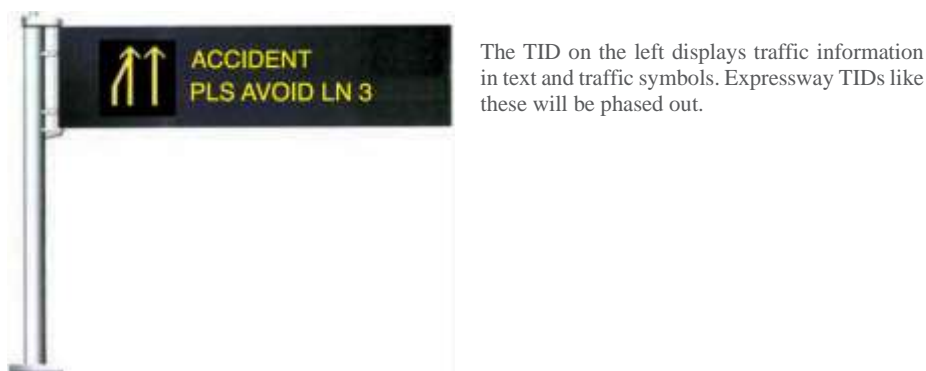 ACCIDENT
PLS AVOID LN 3
The TID on the left displays traffic information
in text and traffic symbols. Expressway TIDs like
these will be phased out.